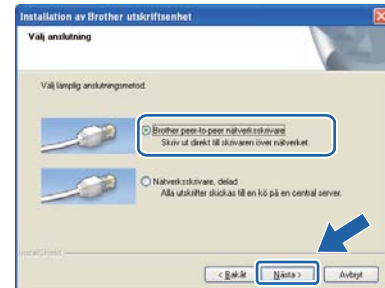 Installation av Brother utskriftsenhet
Välj anslutning
Välj lämplig anslutningsmetod.
Brother peer-to-peer nätverksskrivare
Skriv ut direkt till skrivaren över nätverket.
Nätverksskrivare, delad
Alla utskrifter skickas till en kö på en central server.
InstallShield
< Bakåt
Nästa >
Avbryt